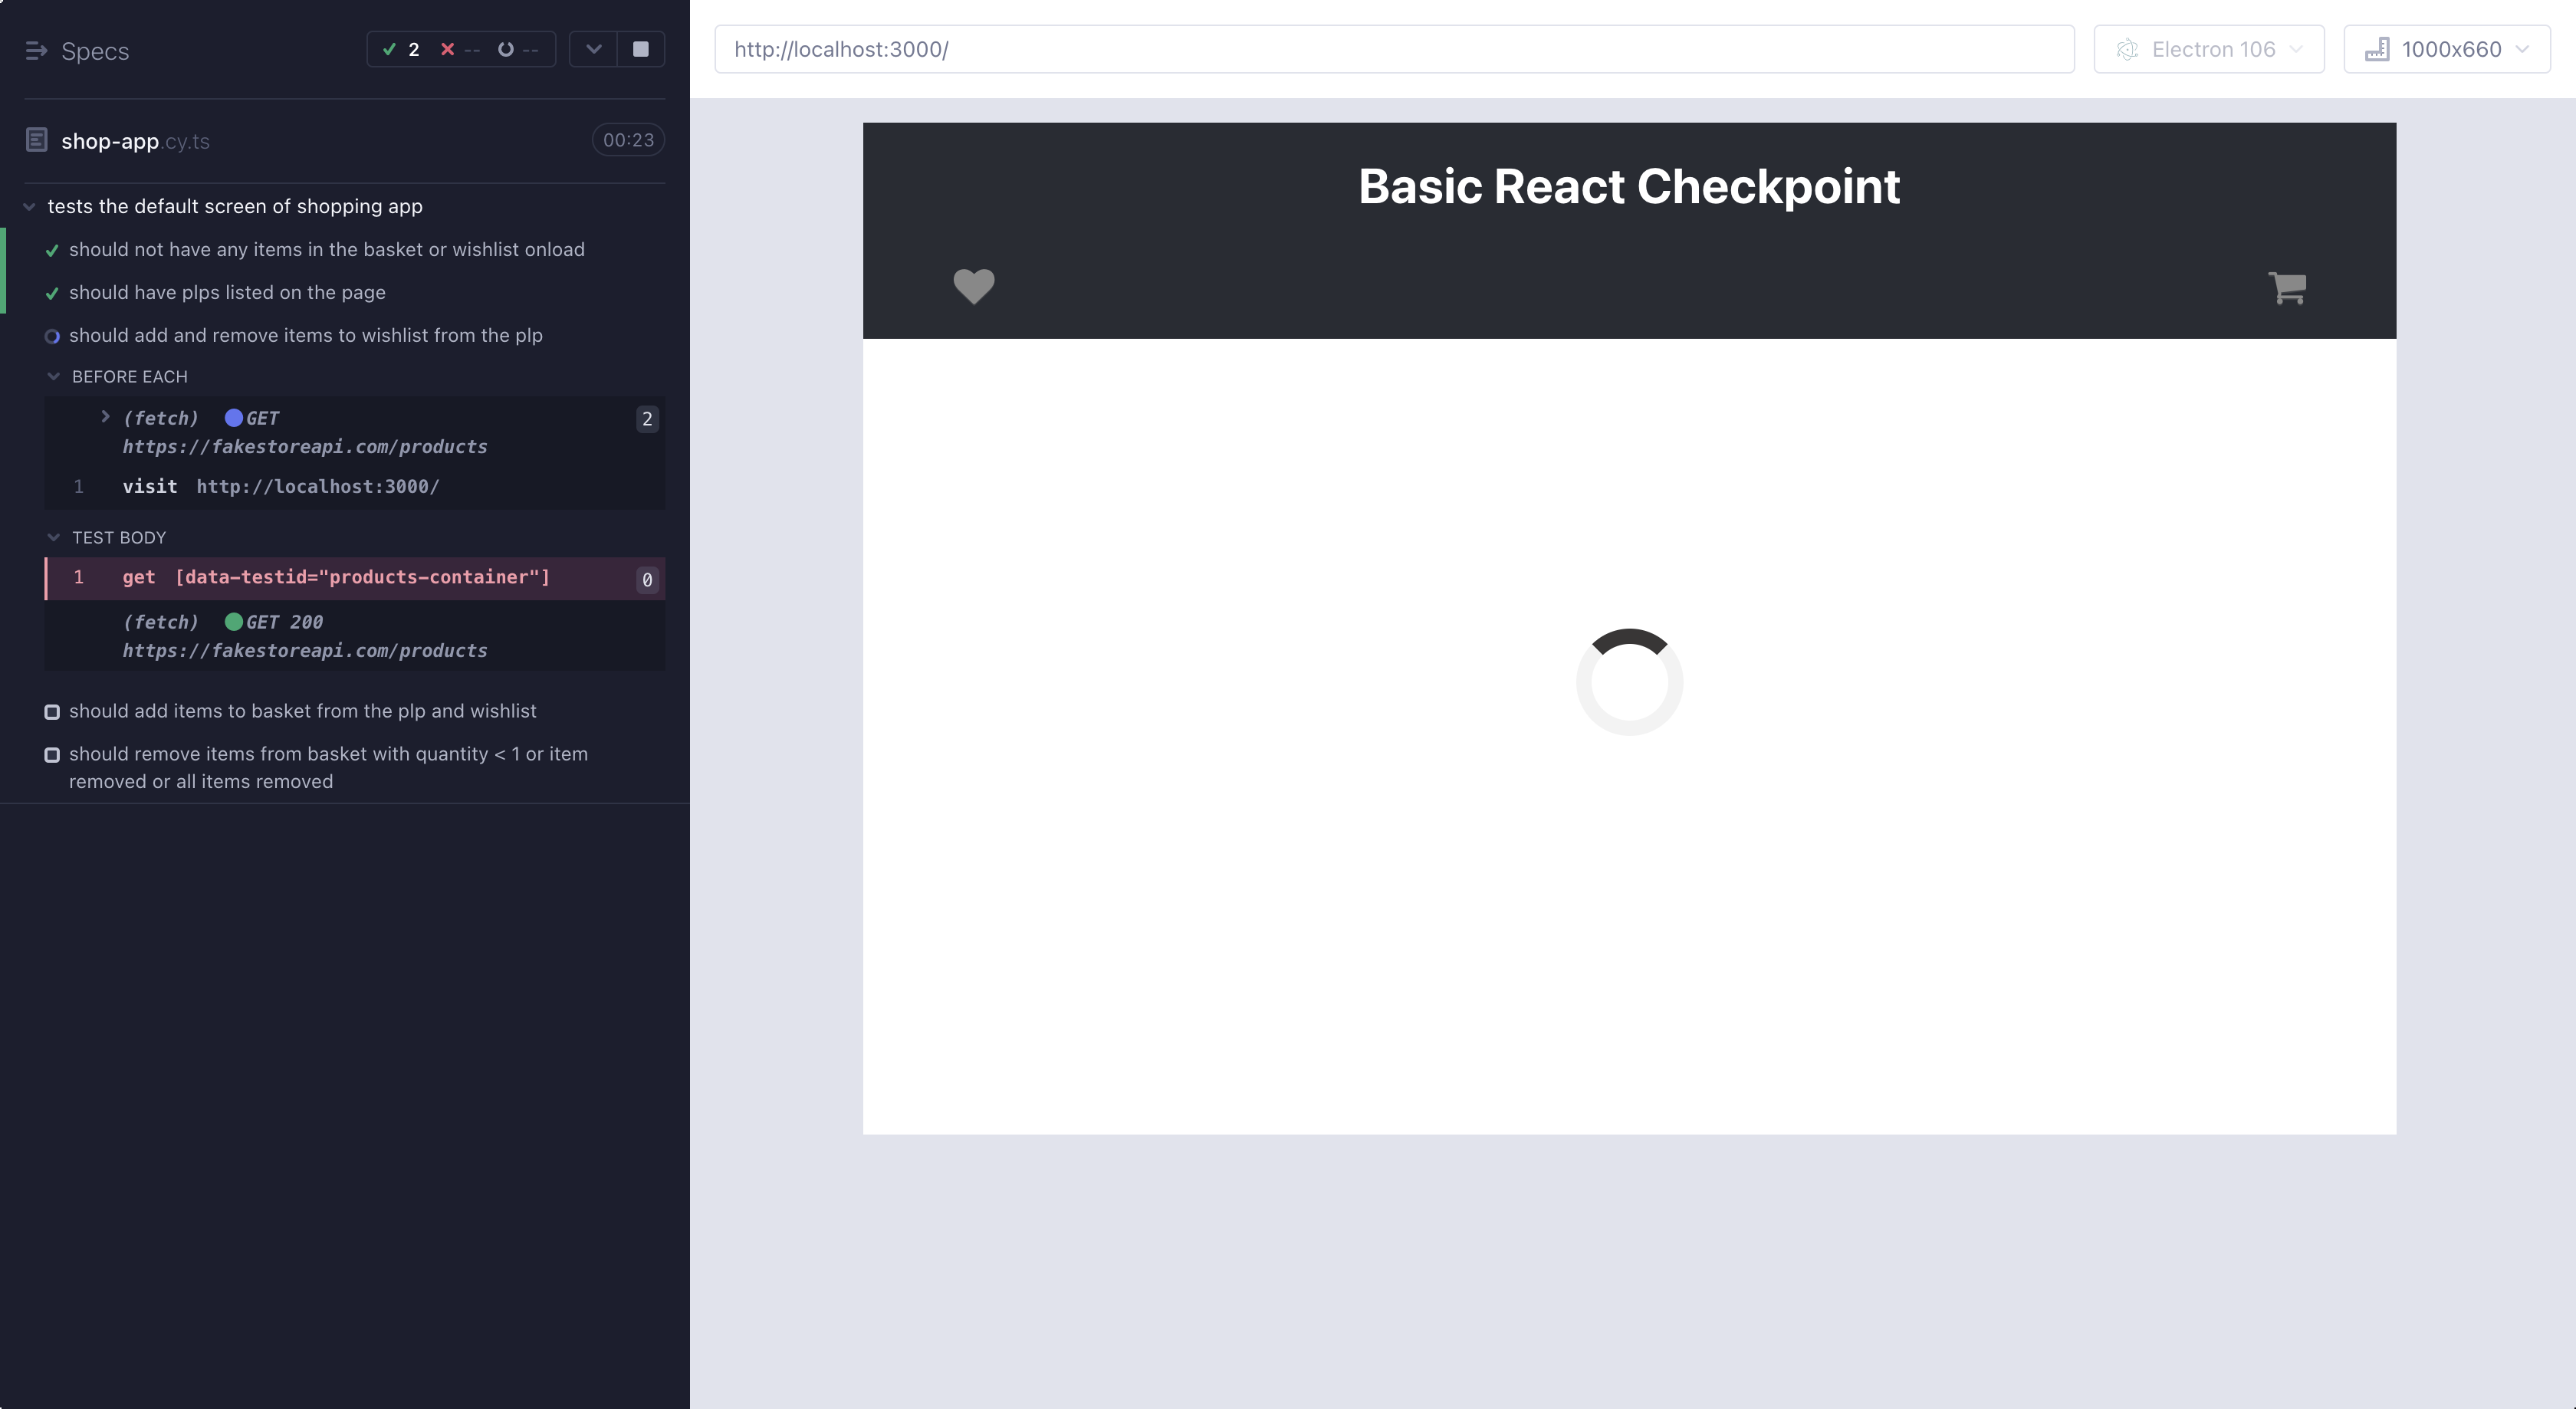 Specs
2 -- --
shop-app.cy.ts
00:23
tests the default screen of shopping app
should not have any items in the basket or wishlist onload
should have plps listed on the page
should add and remove items to wishlist from the plp
BEFORE EACH
(fetch) GET
2
https://fakestoreapi.com/products
1 visit http://localhost:3000/
TEST BODY
1 get [data-testid="products-container"]
0
(fetch) GET 200
https://fakestoreapi.com/products
should add items to basket from the plp and wishlist
should remove items from basket with quantity < 1 or item
removed or all items removed
http://localhost:3000/
Electron 106
1000x660
Basic React Checkpoint